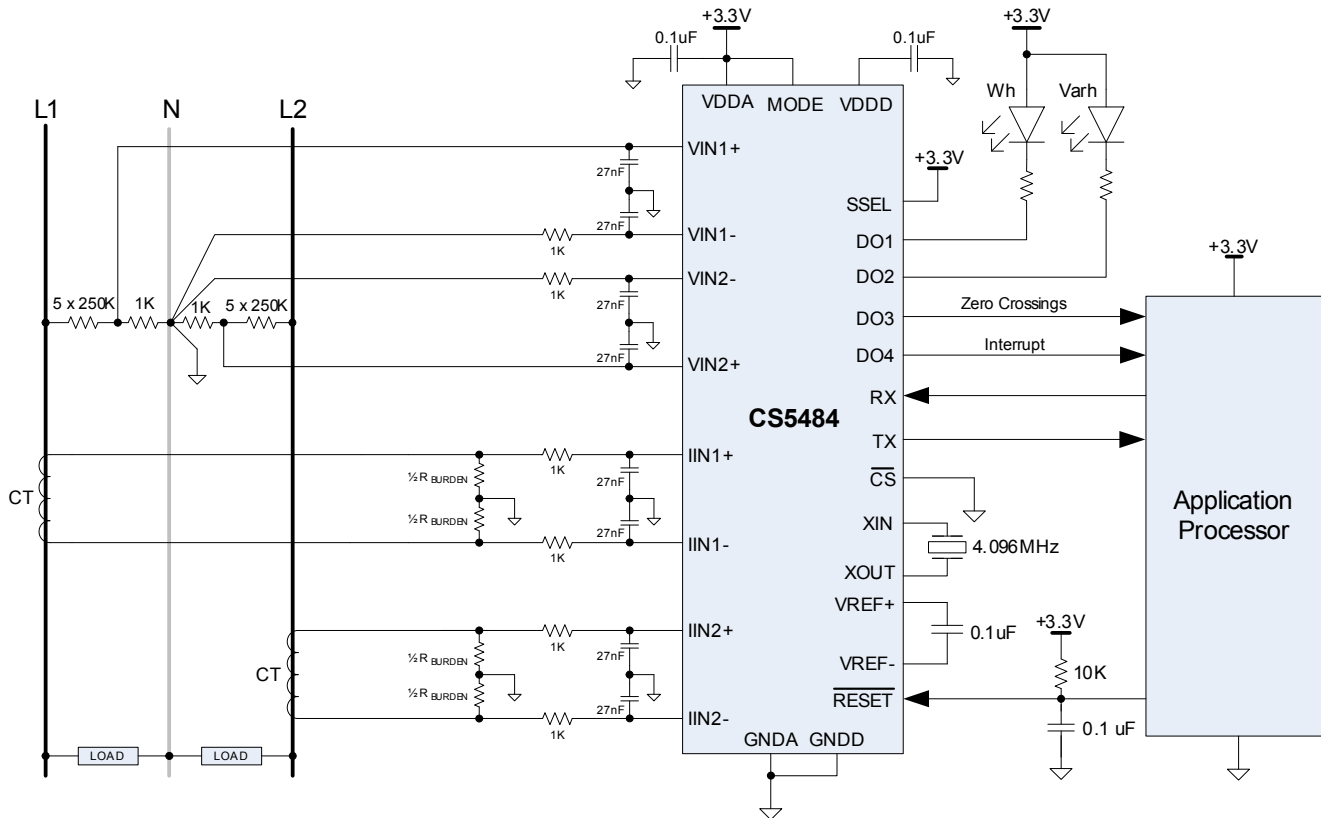 +3.3V
+3.3V
0.1uF
0.1uF
Wh
Varh
L1
N
L2
VDDA
MODE
VDDD
VIN1+
27nF
27nF
+3.3V
SSEL
VIN1-
1K
DO1
VIN2-
1K
DO2
+3.3V
5 x 250K
1K
1K
5 x 250K
27nF
27nF
DO3
Zero Crossings
DO4
Interrupt
VIN2+
RX
CS5484
TX
IIN1+
1K
½R BURDEN
½R BURDEN
27nF
27nF
CT
CS
Application
Processor
XIN
4.096MHz
IIN1-
1K
XOUT
VREF+
0.1uF
+3.3V
IIN2+
1K
½R BURDEN
½R BURDEN
27nF
27nF
CT
VREF-
10K
RESET
IIN2-
1K
0.1 uF
GNDA
GNDD
LOAD
LOAD